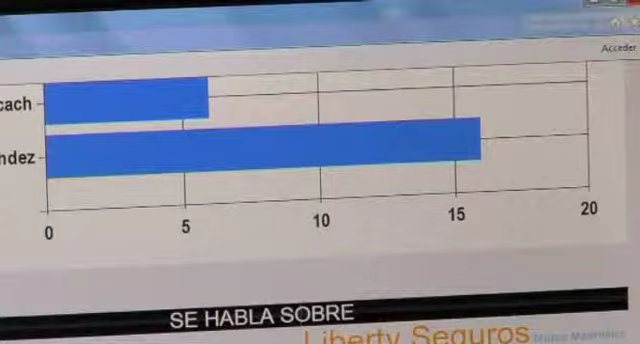 Acceder
cach
ndez
0 5 10 15 20
SE HABLA SOBRE
Liberty Seguros